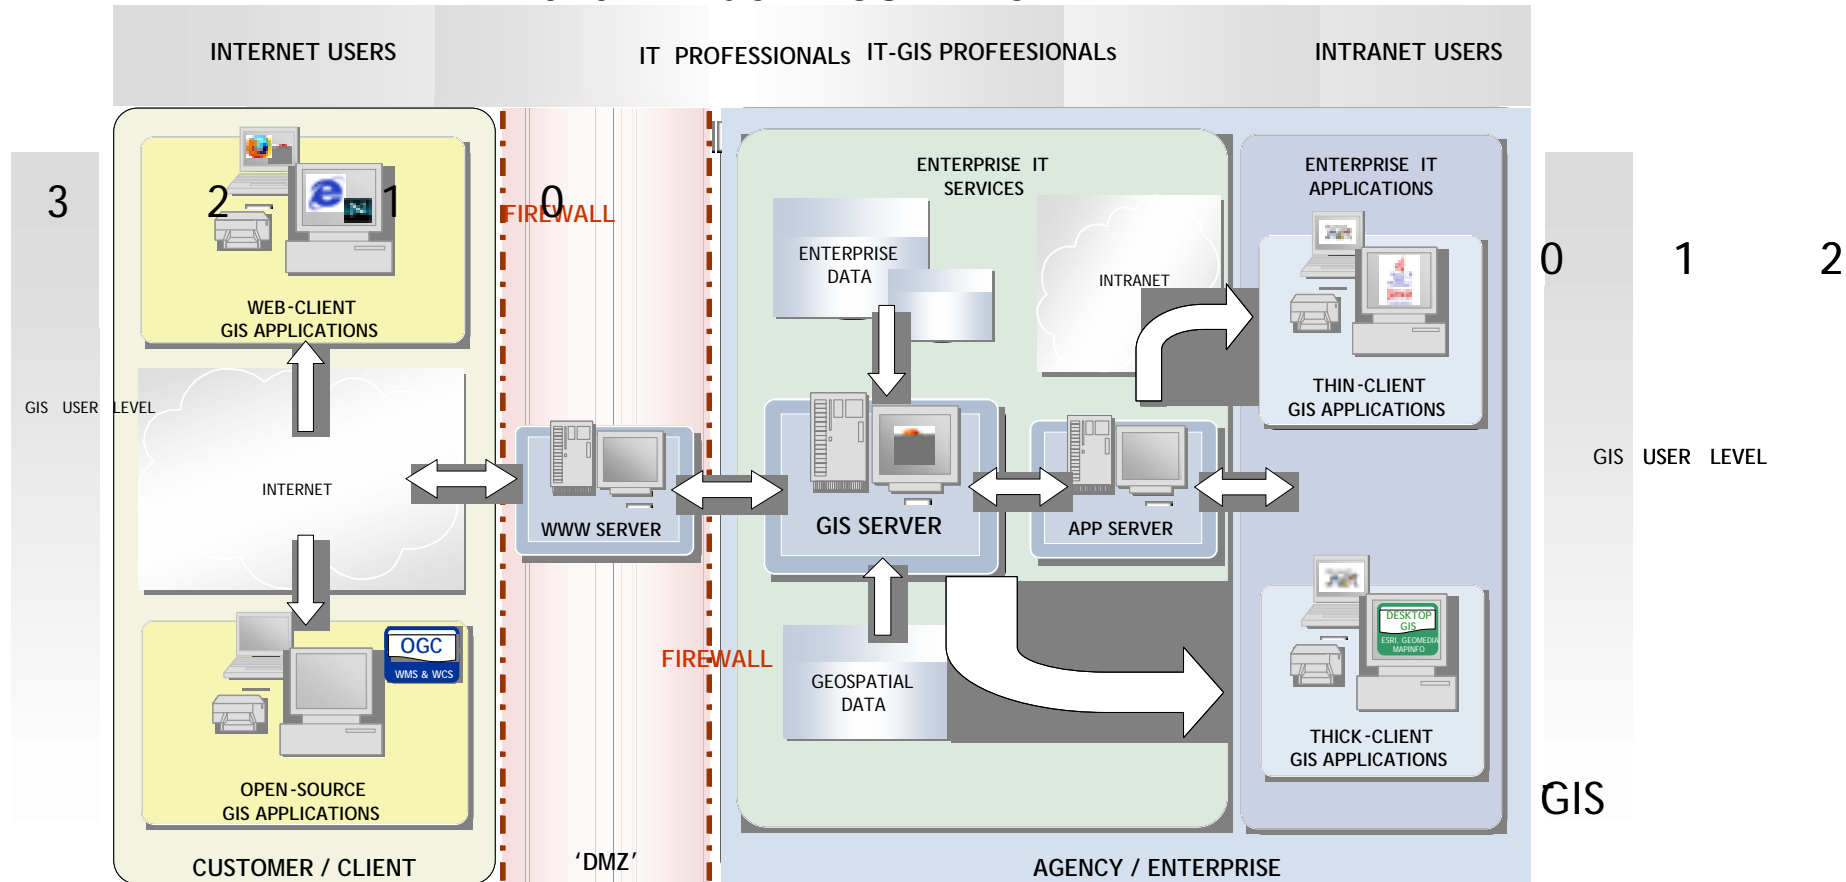 INTERNET USERS
IT PROFESSIONALs
IT-GIS PROFEESIONALs
INTRANET USERS
3
2
1
0
FIREWALL
WEB-CLIENT
GIS APPLICATIONS
GIS USER LEVEL
INTERNET
OGC
WMS & WCS
OPEN-SOURCE
GIS APPLICATIONS
CUSTOMER / CLIENT
WWW SERVER
FIREWALL
'DMZ'
ENTERPRISE IT
SERVICES
ENTERPRISE
DATA
INTRANET
GIS SERVER
APP SERVER
GEOSPATIAL
DATA
ENTERPRISE IT
APPLICATIONS
THIN-CLIENT
GIS APPLICATIONS
DESKTOP
GIS
ESRI, GEOMEDIA
MAPINFO
THICK-CLIENT
GIS APPLICATIONS
AGENCY / ENTERPRISE
0
1
2
GIS USER LEVEL
GIS